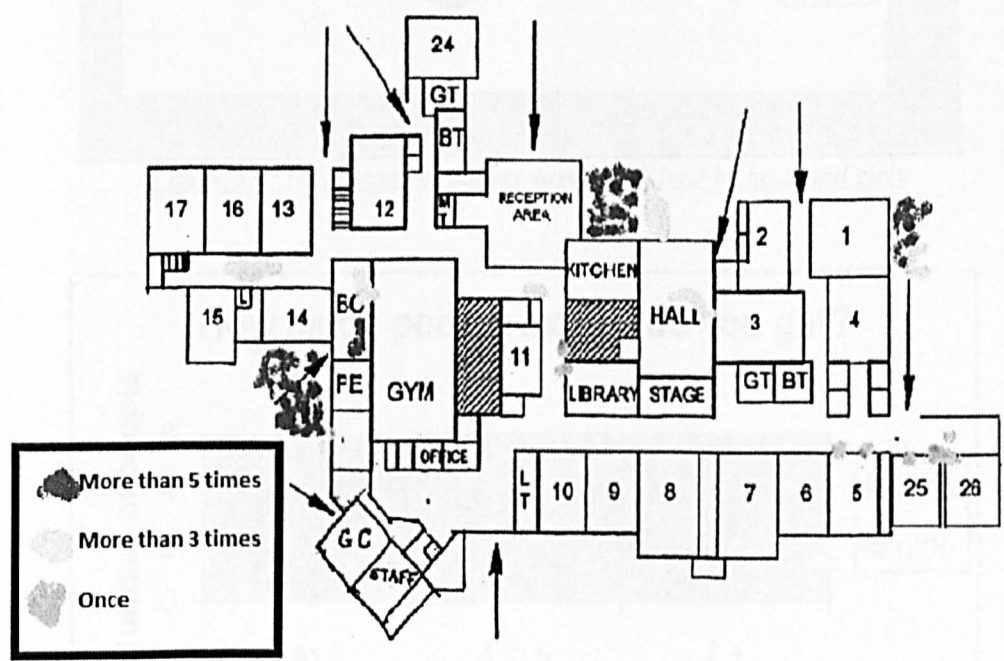 24
GT
BT
17
16
13
12
M
T
RECEPTION
AREA
2
1
KITCHEN
HALL
3
4
15
L
14
BC
PE
GYM
11
LIBRARY
STAGE
GT
BT
OFFICE
L
T
10
9
8
7
6
5
25
26
GC
STAFF
More than 5 times
More than 3 times
Once